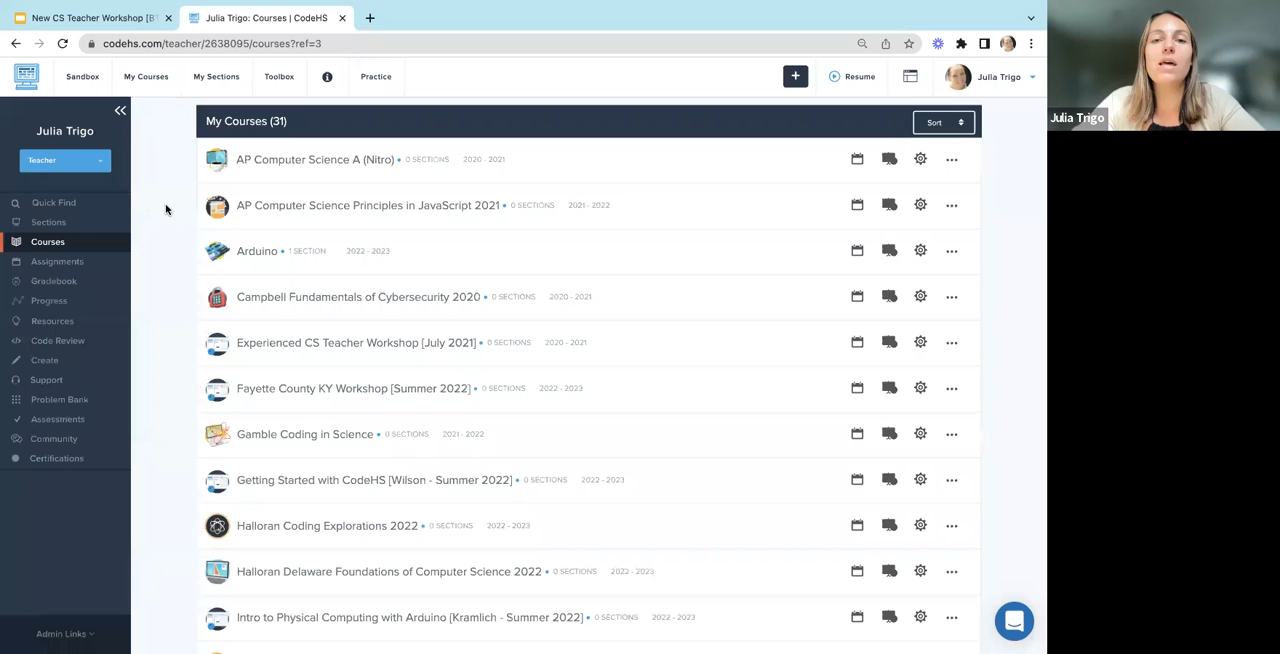 New CS Teacher Workshop [BT
Julia Trigo: Courses | CodeHS
codehs.com/teacher/2638095/courses?ref=3
Sandbox
My Courses
My Sections
Toolbox
Practice
Resume
Julia Trigo
Julia Trigo
Julia Trigo
Teacher
Quick Find
Sections
Courses
Assignments
Gradebook
Progress
Resources
Code Review
Create
Support
Problem Bank
Assessments
Community
Certifications
Admin Links
My Courses (31)
Sort
AP Computer Science A (Nitro) • 0 SECTIONS 2020 - 2021
AP Computer Science Principles in JavaScript 2021 • 0 SECTIONS 2021 - 2022
Arduino • 1 SECTION 2022 - 2023
Campbell Fundamentals of Cybersecurity 2020 • 0 SECTIONS 2020 - 2021
Experienced CS Teacher Workshop [July 2021] • 0 SECTIONS 2020 - 2021
Fayette County KY Workshop [Summer 2022] • 0 SECTIONS 2022 - 2023
Gamble Coding in Science • 0 SECTIONS 2021 - 2022
Getting Started with CodeHS [Wilson - Summer 2022] • 0 SECTIONS 2022 - 2023
Halloran Coding Explorations 2022 • 0 SECTIONS 2022 - 2023
Halloran Delaware Foundations of Computer Science 2022 • 0 SECTIONS 2022 - 2023
Intro to Physical Computing with Arduino [Kramlich - Summer 2022] • 0 SECTIONS 2022 - 2023